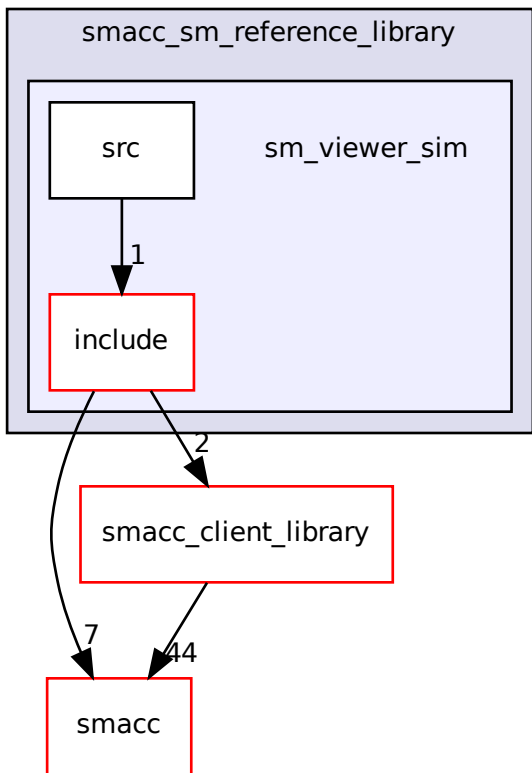 smacc_sm_reference_library
src
sm_viewer_sim
1
include
2
smacc_client_library
7
44
smacc